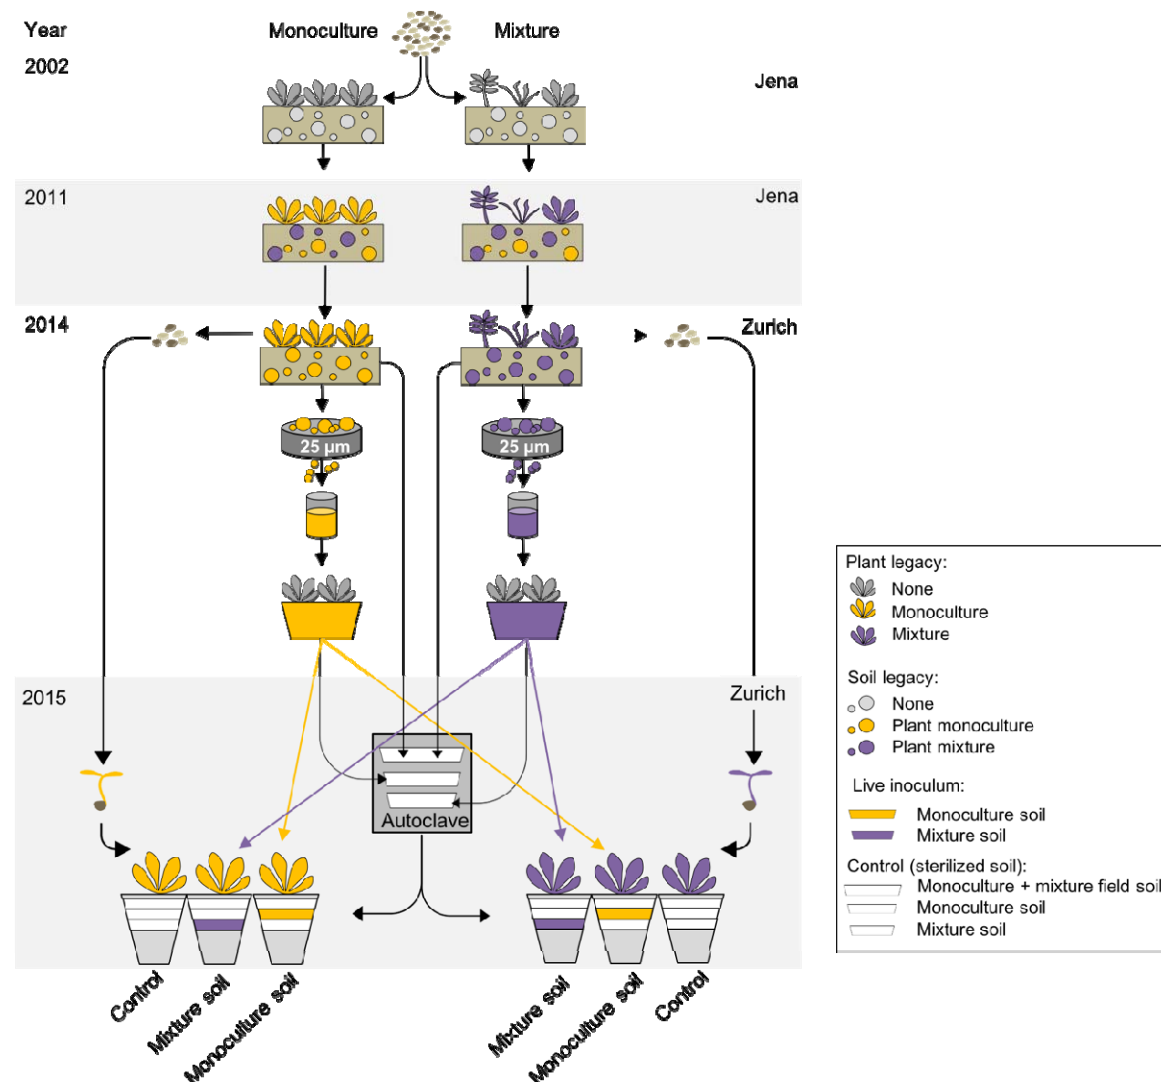 Year
Monoculture
Mixture
2002
Jena
2011
Jena
2014
Zurich
25 µm
25 µm
2015
Zurich
Autoclave
Control
Mixture soil
Monoculture soil
Mixture soil
Monoculture soil
Control
Plant legacy:
None
Monoculture
Mixture
Soil legacy:
None
Plant monoculture
Plant mixture
Live inoculum:
Monoculture soil
Mixture soil
Control (sterilized soil):
Monoculture + mixture field soil
Monoculture soil
Mixture soil